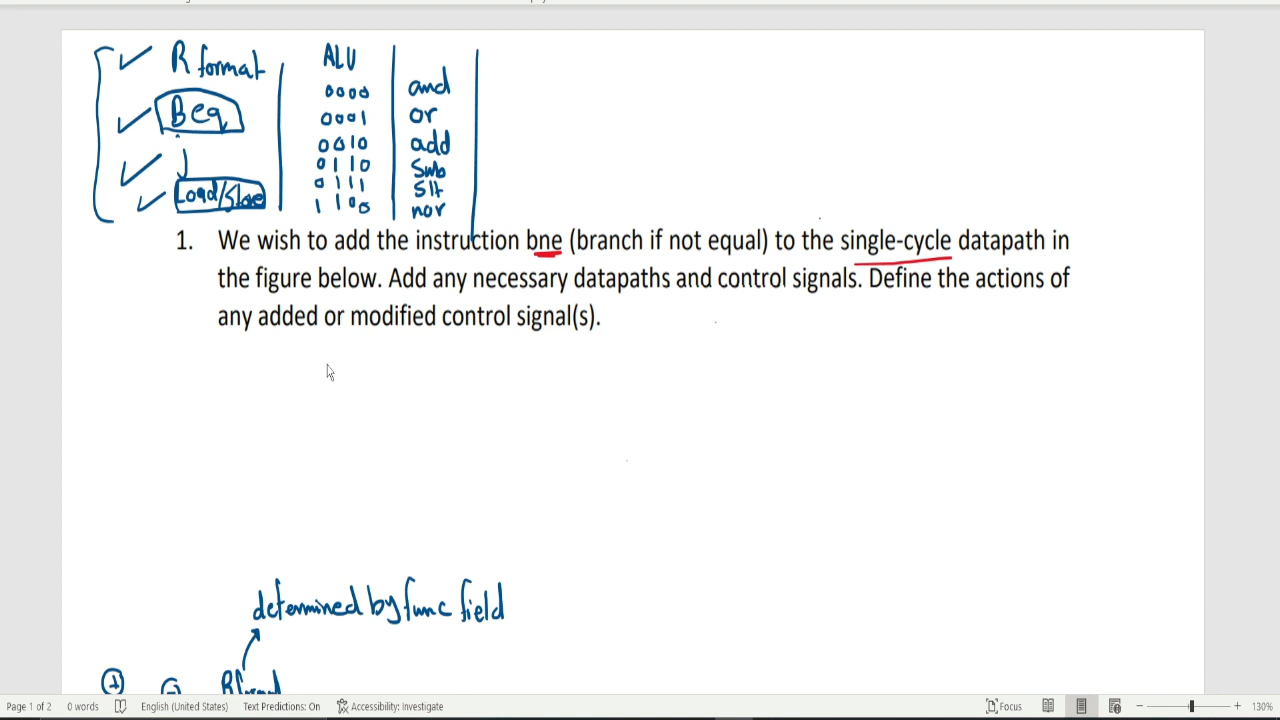 R format
ALU
Beq
0000 and
0001 or
0010 add
j
0110 sub
0111 slt
Load/Store
1100 nor
1. We wish to add the instruction bne (branch if not equal) to the single-cycle datapath in
the figure below. Add any necessary datapaths and control signals. Define the actions of
any added or modified control signal(s).
determined by func field
Page 1 of 2 0 words English (United States) Text Predictions: On Accessibility: Investigate Focus 130%